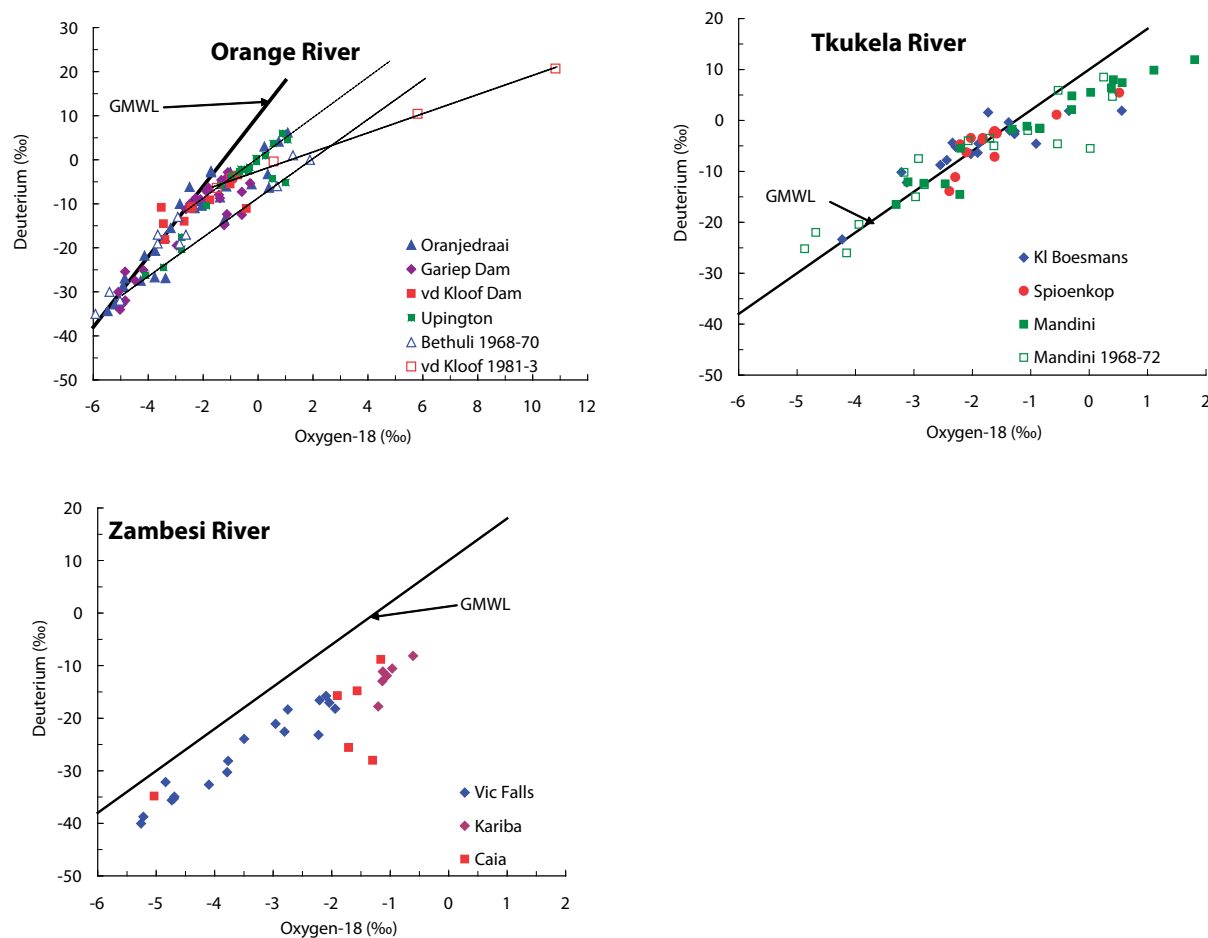 Orange River
GMWL
Deuterium (‰)
30
20
10
0
-10
-20
-30
-40
-50
-6 -4 -2 0 2 4 6 8 10 12
Oxygen-18 (‰)
Oranjedraai
Gariep Dam
vd Kloof Dam
Upington
Bethuli 1968-70
vd Kloof 1981-3
Tkukela River
GMWL
Deuterium (‰)
20
10
0
-10
-20
-30
-40
-50
-6 -5 -4 -3 -2 -1 0 1 2
Oxygen-18 (‰)
Kl Boesmans
Spioenkop
Mandini
Mandini 1968-72
Zambesi River
GMWL
Deuterium (‰)
20
10
0
-10
-20
-30
-40
-50
-6 -5 -4 -3 -2 -1 0 1 2
Oxygen-18 (‰)
Vic Falls
Kariba
Caia